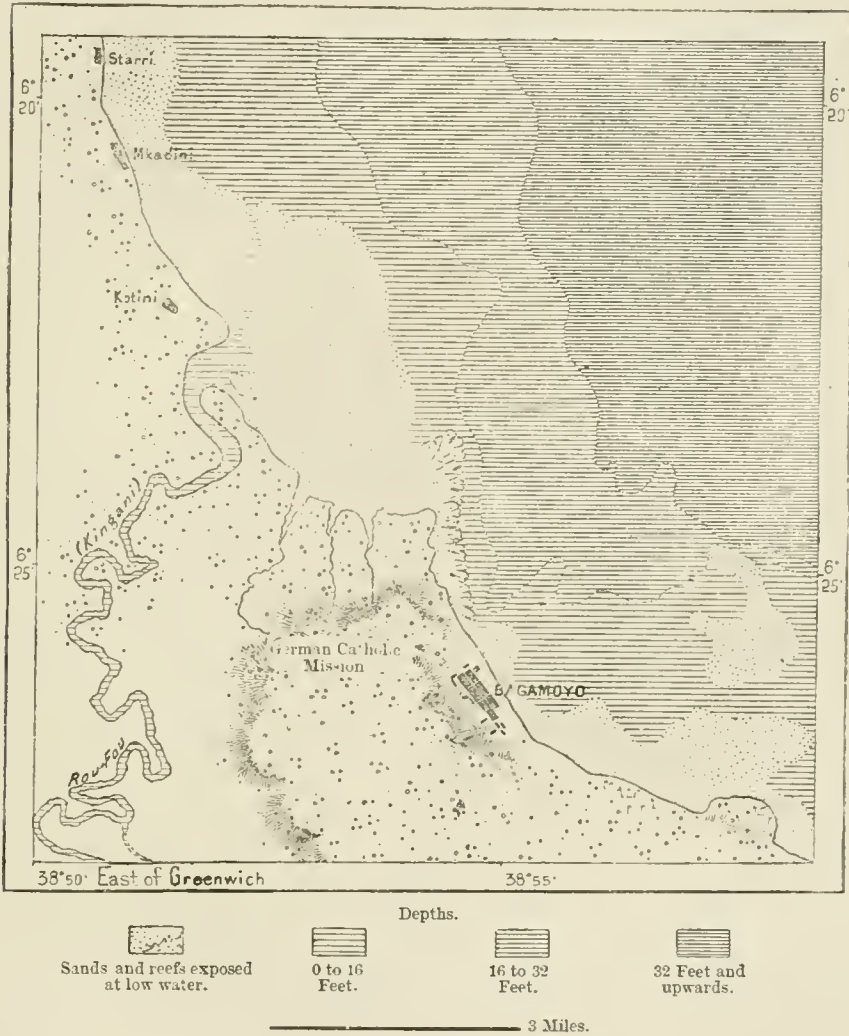 Starri
6°
20'
6°
20'
Mkadini
Kotini
(Kingani)
6°
25'
6°
25'
German Catholic
Mission
BAGAMOYO
Rou-Fou
38°50' East of Greenwich
38°55'
Depths.
Sands and reefs exposed
at low water.
0 to 16
Feet.
16 to 32
Feet.
32 Feet and
upwards.
3 Miles.